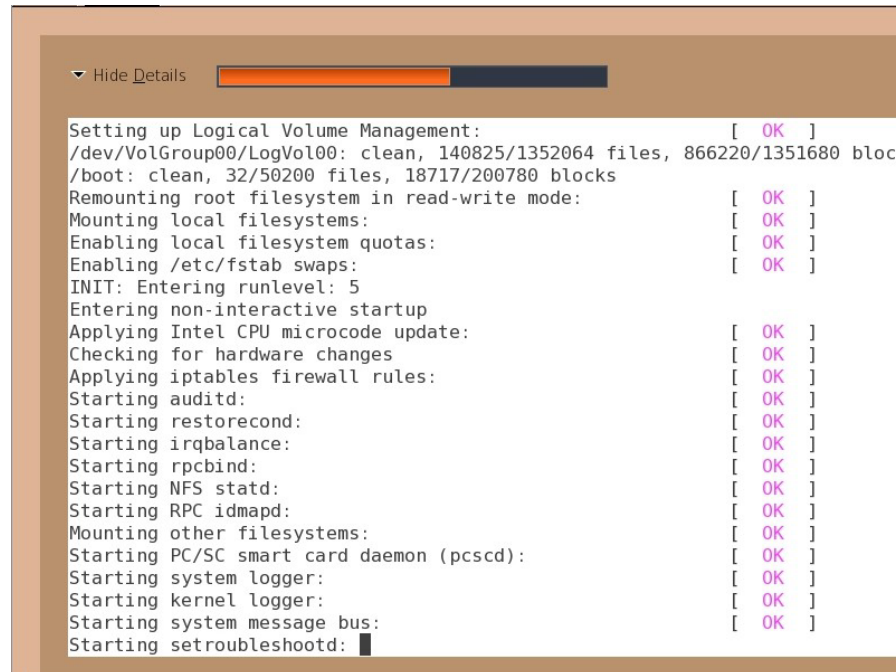 Hide Details
Setting up Logical Volume Management: [ OK ]
/dev/VolGroup00/LogVol00: clean, 140825/1352064 files, 866220/1351680 bloc
/boot: clean, 32/50200 files, 18717/200780 blocks
Remounting root filesystem in read-write mode: [ OK ]
Mounting local filesystems: [ OK ]
Enabling local filesystem quotas: [ OK ]
Enabling /etc/fstab swaps: [ OK ]
INIT: Entering runlevel: 5
Entering non-interactive startup
Applying Intel CPU microcode update: [ OK ]
Checking for hardware changes [ OK ]
Applying iptables firewall rules: [ OK ]
Starting auditd: [ OK ]
Starting restorecond: [ OK ]
Starting irqbalance: [ OK ]
Starting rpcbind: [ OK ]
Starting NFS statd: [ OK ]
Starting RPC idmapd: [ OK ]
Mounting other filesystems: [ OK ]
Starting PC/SC smart card daemon (pcscd): [ OK ]
Starting system logger: [ OK ]
Starting kernel logger: [ OK ]
Starting system message bus: [ OK ]
Starting setroubleshootd: